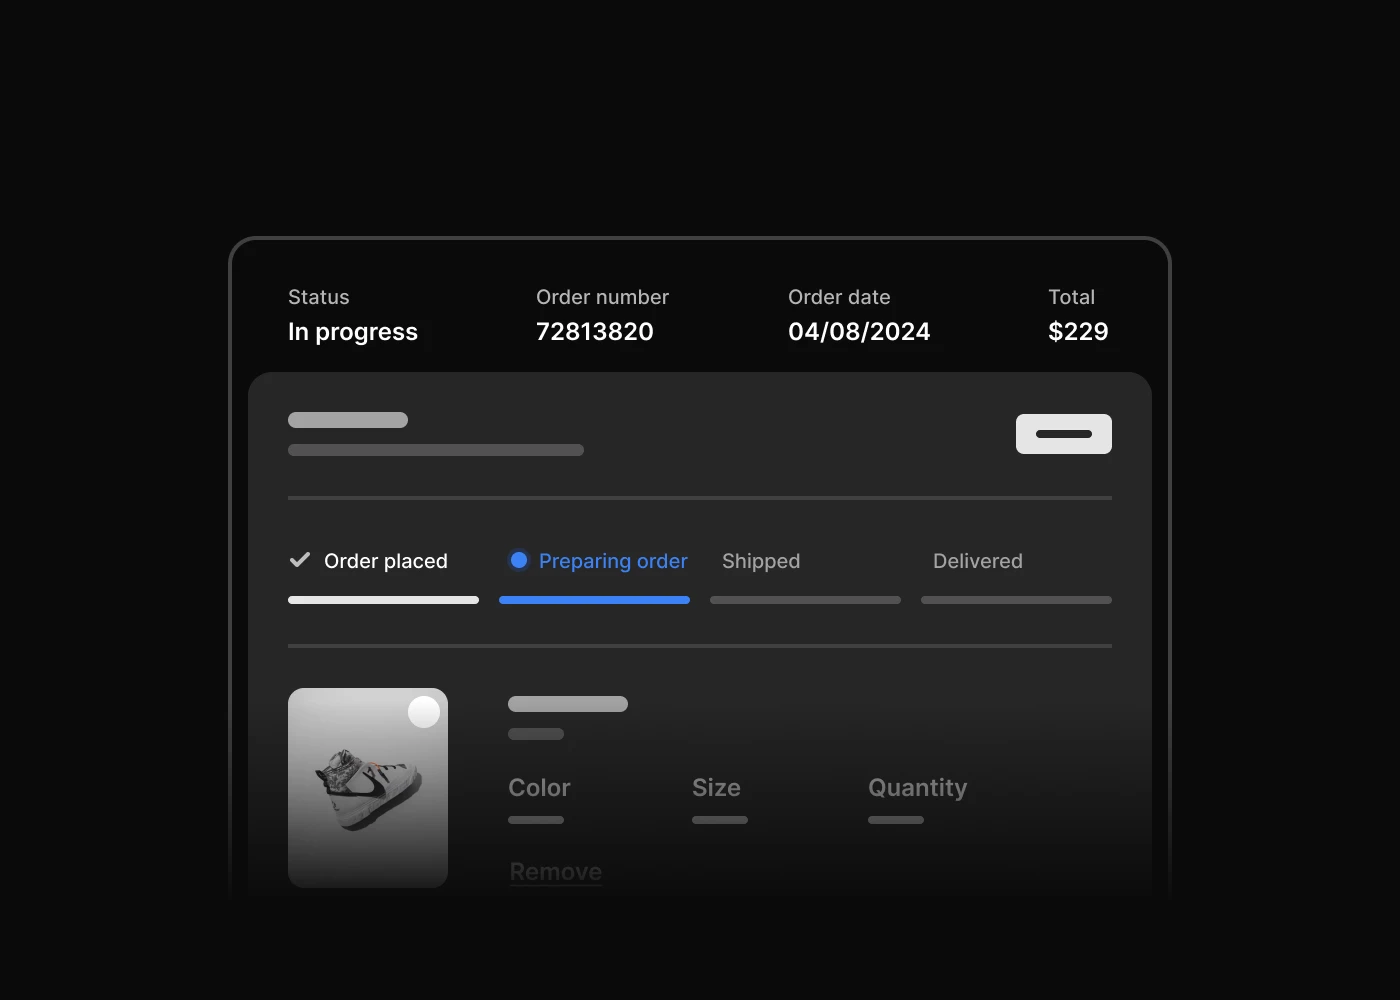 Status
Order number
Order date
Total
In progress
72813820
04/08/2024
$229
Order placed
Preparing order
Shipped
Delivered
Color
Size
Quantity
Remove